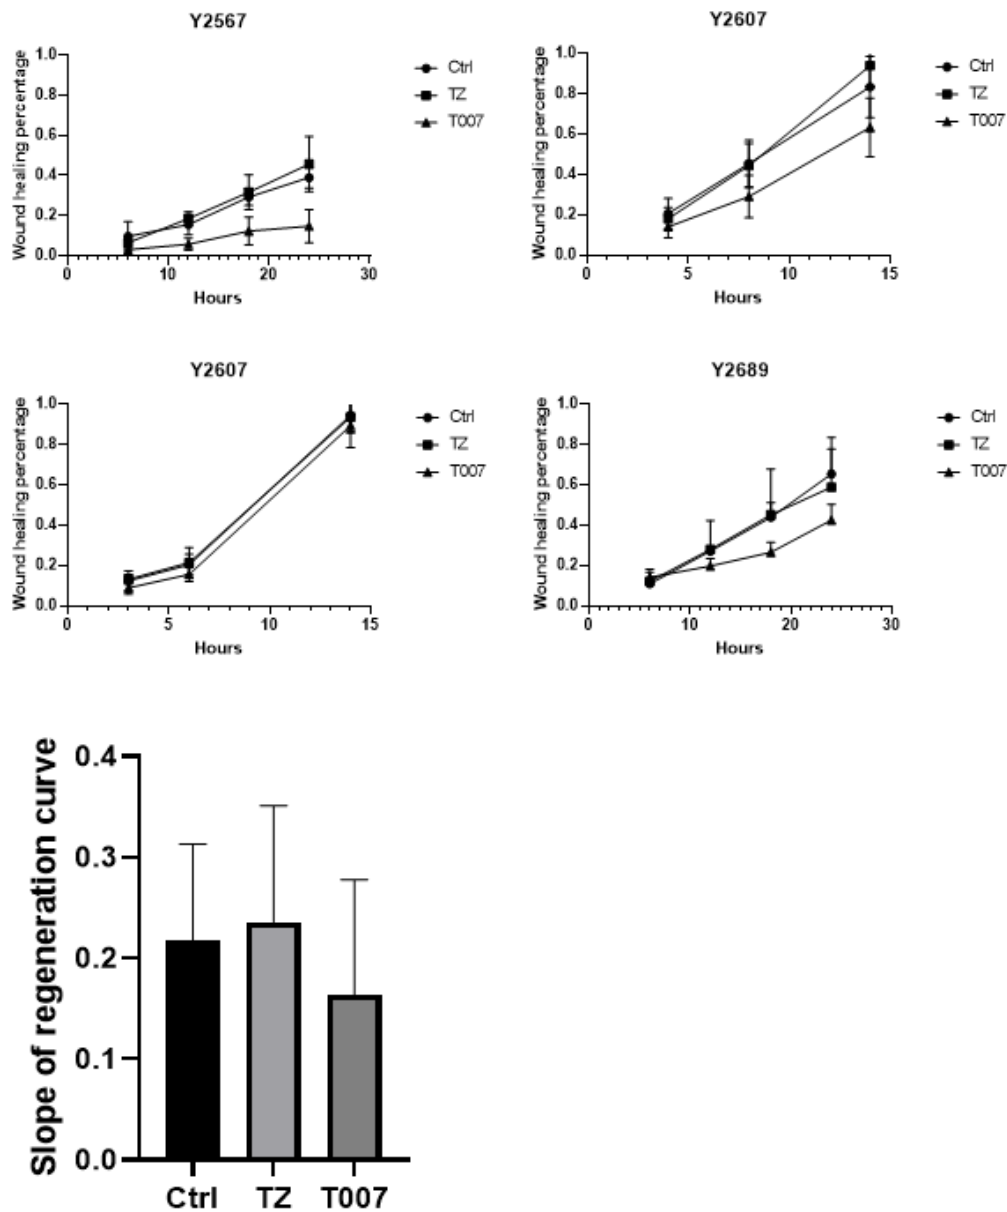 Y2567
Wound healing percentage
1.0
0.8
0.6
0.4
0.2
0.0
0 10 20 30
Hours
Ctrl
TZ
T007
Y2607
Wound healing percentage
1.0
0.8
0.6
0.4
0.2
0.0
0 5 10 15
Hours
Ctrl
TZ
T007
Y2607
Wound healing percentage
1.0
0.8
0.6
0.4
0.2
0.0
0 5 10 15
Hours
Ctrl
TZ
T007
Y2689
Wound healing percentage
1.0
0.8
0.6
0.4
0.2
0.0
0 10 20 30
Hours
Ctrl
TZ
T007
Slope of regeneration curve
0.4
0.3
0.2
0.1
0.0
Ctrl TZ T007